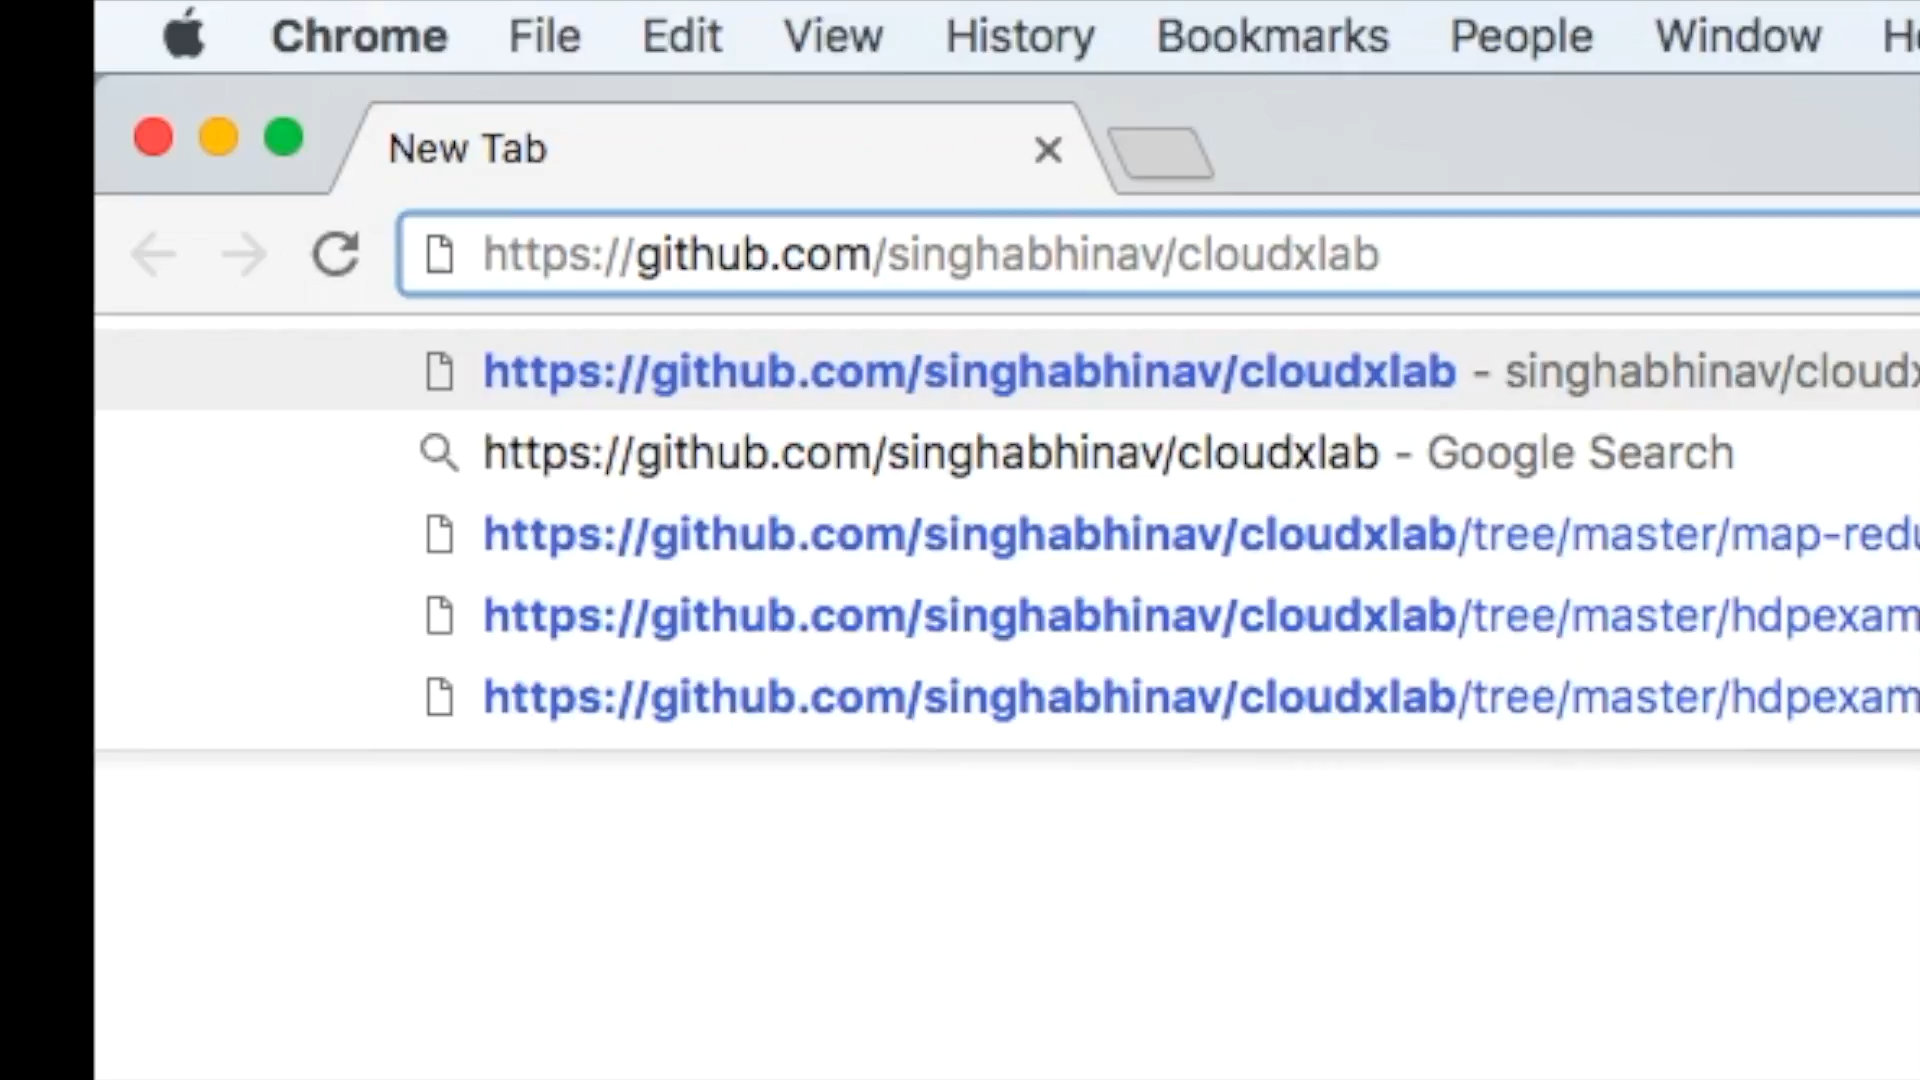 Chrome File Edit View History Bookmarks People Window
New Tab
https://github.com/singhabhinav/cloudxlab
https://github.com/singhabhinav/cloudxlab - singhabhinav/cloudx
https://github.com/singhabhinav/cloudxlab - Google Search
https://github.com/singhabhinav/cloudxlab/tree/master/map-redu
https://github.com/singhabhinav/cloudxlab/tree/master/hdpexam
https://github.com/singhabhinav/cloudxlab/tree/master/hdpexam